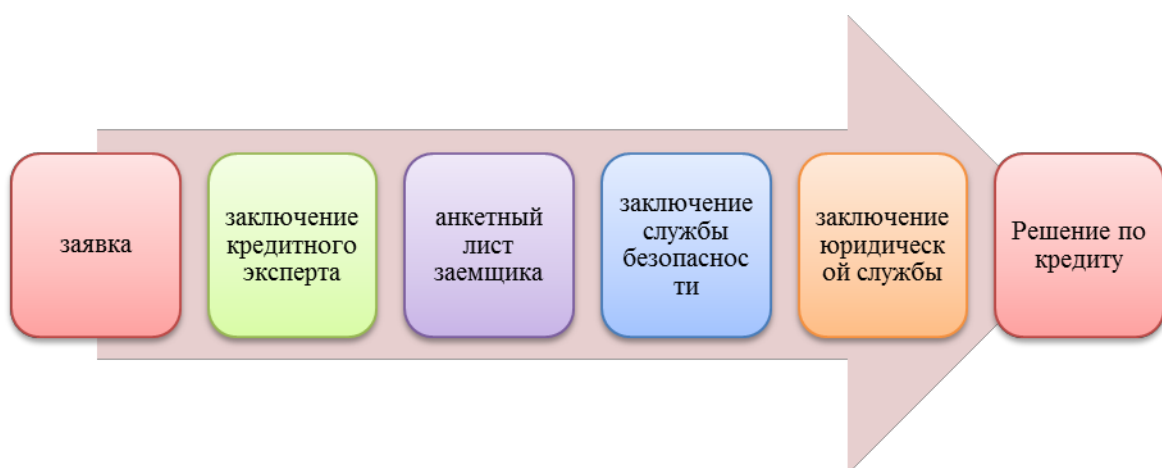 заявка
заключение
кредитного
эксперта
анкетный
лист
заемщика
заключение
службы
безопаснос
ти
заключение
юридическ
ой службы
Решение по
кредиту